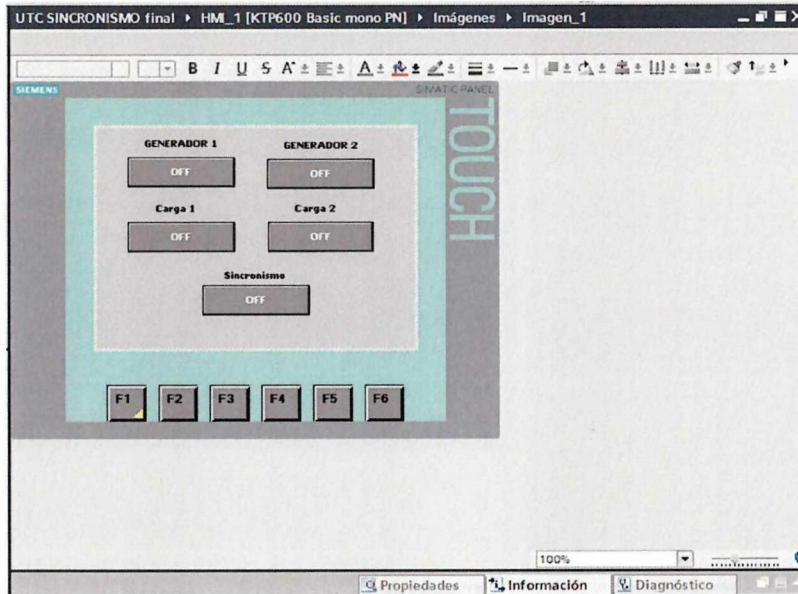 UTC SINCRONISMO final ▸ HMI_1 [KTP600 Basic mono PN] ▸ Imágenes ▸ Imagen_1
B I U S A A
SIEMENS
SIMATIC PANEL
TOUCH
GENERADOR 1
GENERADOR 2
OFF
OFF
Carga 1
Carga 2
OFF
OFF
Sincronismo
OFF
F1 F2 F3 F4 F5 F6
100%
Propiedades
Información
Diagnóstico